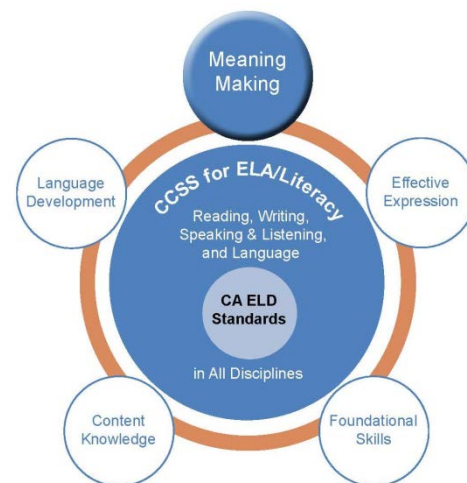 Meaning
Making
Language
Development
Effective
Expression
CCSS for ELA/Literacy
Reading, Writing,
Speaking & Listening,
and Language
CA ELD
Standards
in All Disciplines
Content
Knowledge
Foundational
Skills